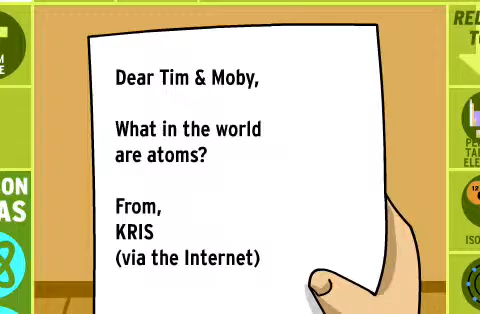 Dear Tim & Moby,
What in the world
are atoms?
From,
KRIS
(via the Internet)